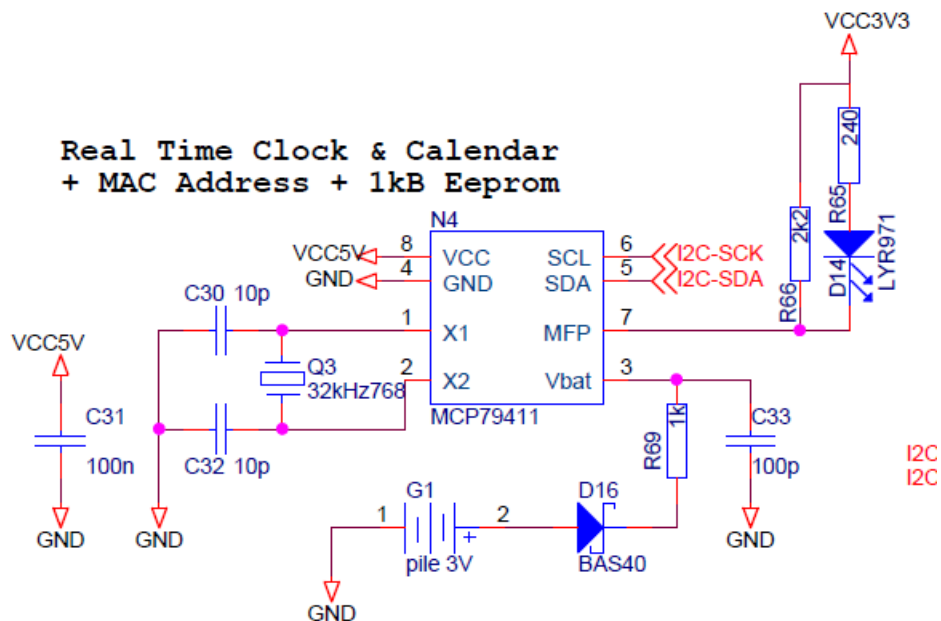 VCC3V3
Real Time Clock & Calendar
+ MAC Address + 1kB Eeprom
240
R65
2k2
R66
D14
LYR971
N4
VCC5V 8 VCC SCL 6 I2C-SCK
GND 4 GND SDA 5 I2C-SDA
C30 10p
1 X1 MFP 7
Q3
32kHz768
2 X2 Vbat 3
MCP79411
VCC5V
C31
100n
C32 10p
1k
R69
C33
100p
I2C
I2C
GND
GND
G1
1 2
+
pile 3V
D16
BAS40
GND
GND